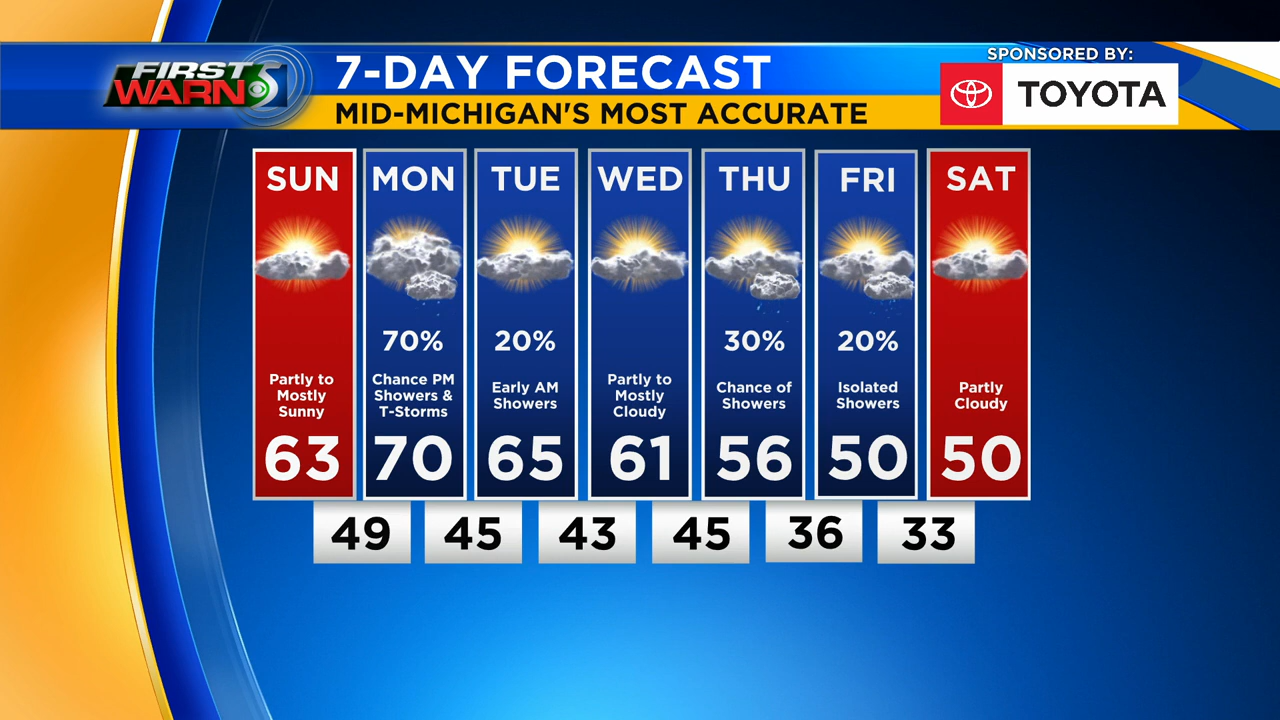 FIRST
WARN 5
7-DAY FORECAST
MID-MICHIGAN'S MOST ACCURATE
SPONSORED BY:
TOYOTA
SUN MON TUE WED THU FRI SAT
70% 20% 30% 20%
Partly to
Mostly
Sunny
Chance PM
Showers &
T-Storms
Early AM
Showers
Partly to
Mostly
Cloudy
Chance of
Showers
Isolated
Showers
Partly
Cloudy
63 70 65 61 56 50 50
49 45 43 45 36 33